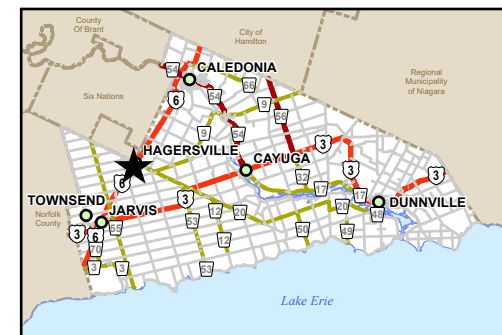 County
Of Brant
City of
Hamilton
Regional
Municipality
of Niagara
Six Nations
Norfolk
County
CALEDONIA
HAGERSVILLE
CAYUGA
TOWNSEND
JARVIS
DUNNVILLE
Lake Erie
54
6
54
66
9
56
9
54
3
3
3
6
32
17
17
3
20
12
53
20
48
3
6
55
70
12
50
49
3
3
53